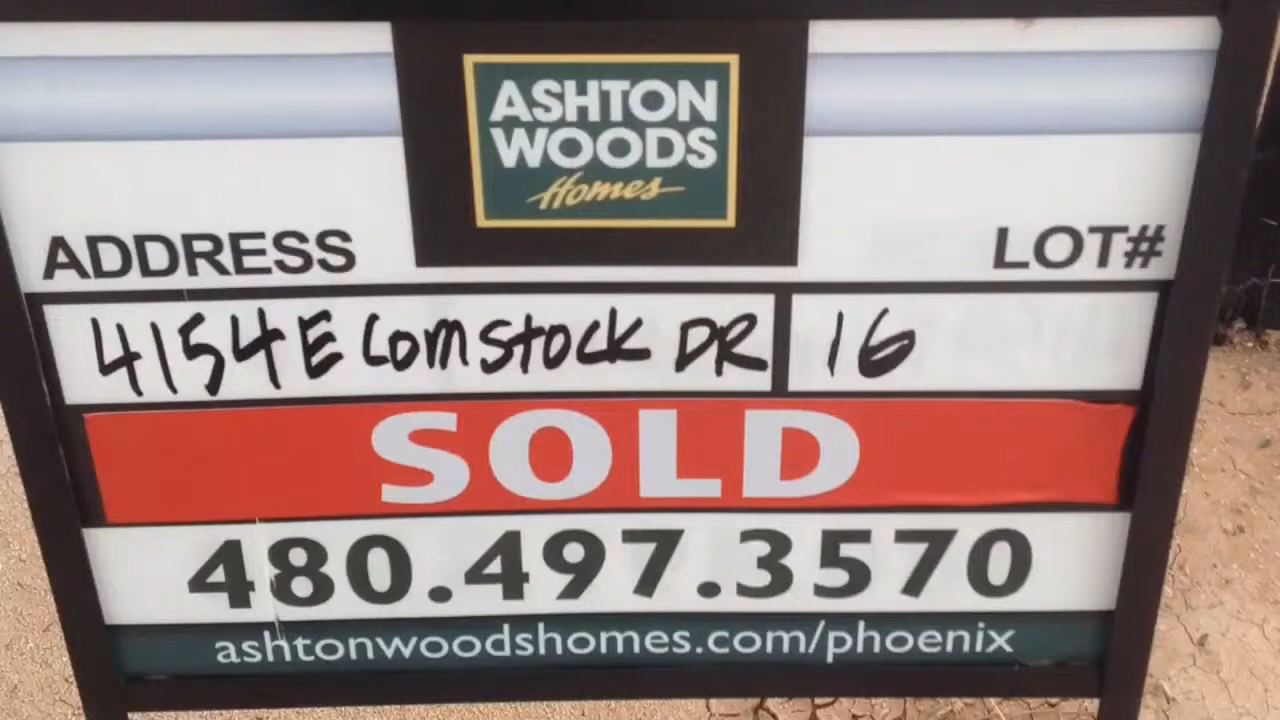 ASHTON
WOODS
Homes
ADDRESS LOT#
4154 E Comstock DR 16
SOLD
480.497.3570
ashtonwoodshomes.com/phoenix